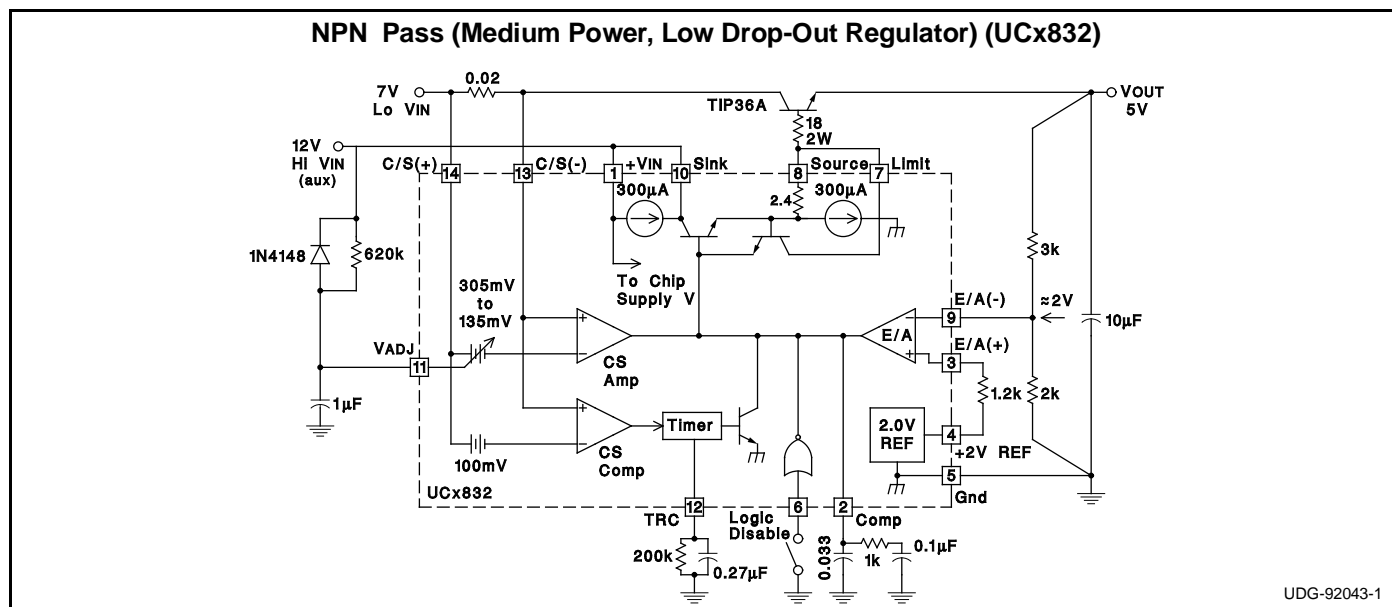 NPN Pass (Medium Power, Low Drop-Out Regulator) (UCx832)
0.02
7V
Lo VIN
TIP36A
VOUT
5V
18
2W
12V
HI VIN
(aux)
C/S(+)
14
13
C/S(-)
1
+VIN
10
Sink
8
Source
7
Limit
300µA
2.4
300µA
1N4148
620k
To Chip
Supply V
3k
305mV
to
135mV
E/A(-)
9
≈2V
10µF
VADJ
11
+
−
CS
Amp
E/A
−
+
E/A(+)
3
1.2k
2k
1µF
+
−
CS
Comp
Timer
2.0V
REF
4
+2V REF
100mV
UCx832
5
Gnd
TRC
12
Logic
Disable
6
2
Comp
200k
0.27µF
0.033
1k
0.1µF
UDG-92043-1